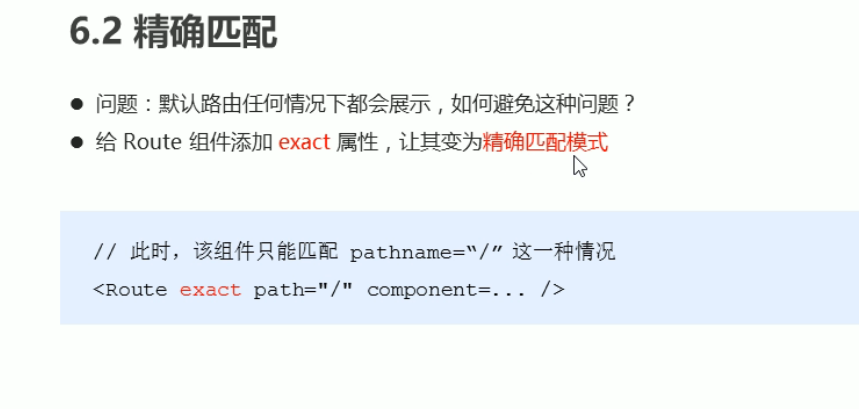 6.2 精确匹配
● 问题：默认路由任何情况下都会展示，如何避免这种问题？
● 给 Route 组件添加 exact 属性，让其变为精确匹配模式
// 此时，该组件只能匹配 pathname=“/” 这一种情况
<Route exact path="/" component=... />